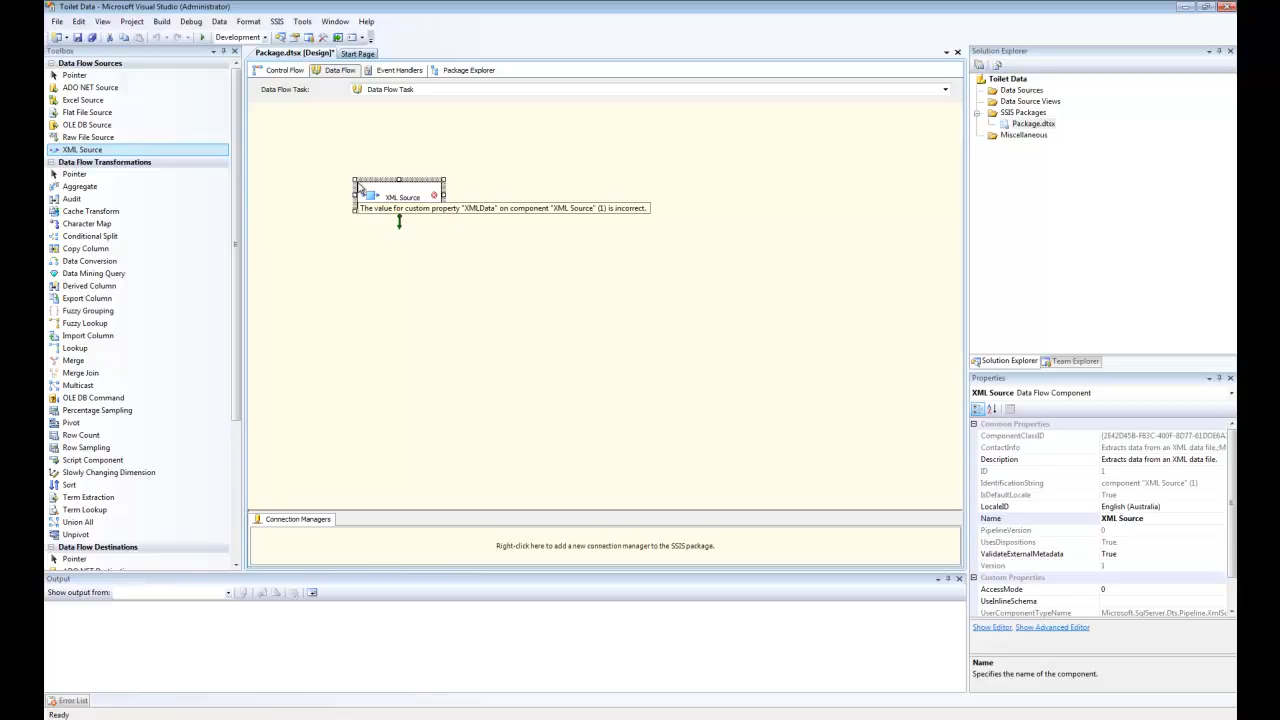 Toilet Data - Microsoft Visual Studio (Administrator)
File Edit View Project Build Debug Data Format SSIS Tools Window Help
Development
Toolbox
Data Flow Sources
Pointer
ADO NET Source
Excel Source
Flat File Source
OLE DB Source
Raw File Source
XML Source
Data Flow Transformations
Pointer
Aggregate
Audit
Cache Transform
Character Map
Conditional Split
Copy Column
Data Conversion
Data Mining Query
Derived Column
Export Column
Fuzzy Grouping
Fuzzy Lookup
Import Column
Lookup
Merge
Merge Join
Multicast
OLE DB Command
Percentage Sampling
Pivot
Row Count
Row Sampling
Script Component
Slowly Changing Dimension
Sort
Term Extraction
Term Lookup
Union All
Unpivot
Data Flow Destinations
Pointer
Package.dtsx [Design]* Start Page
Control Flow Data Flow Event Handlers Package Explorer
Data Flow Task: Data Flow Task
XML Source
The value for custom property "XMLData" on component "XML Source" (1) is incorrect.
Connection Managers
Right-click here to add a new connection manager to the SSIS package.
Solution Explorer
Toilet Data
Data Sources
Data Source Views
SSIS Packages
Package.dtsx
Miscellaneous
Solution Explorer Team Explorer
Properties
XML Source Data Flow Component
Common Properties
ComponentClassID
ContactInfo Extracts data from an XML data file.;M
Description Extracts data from an XML data file.
ID 1
IdentificationString component "XML Source" (1)
IsDefaultLocale True
LocaleID English (Australia)
Name XML Source
PipelineVersion 0
UsesDispositions True
ValidateExternalMetadata True
Version 1
Custom Properties
AccessMode 0
UseInlineSchema
UserComponentTypeName Microsoft.SqlServer.Dts.Pipeline.XmlSc
Show Editor, Show Advanced Editor
Name
Specifies the name of the component.
Output
Show output from:
Error List
Ready